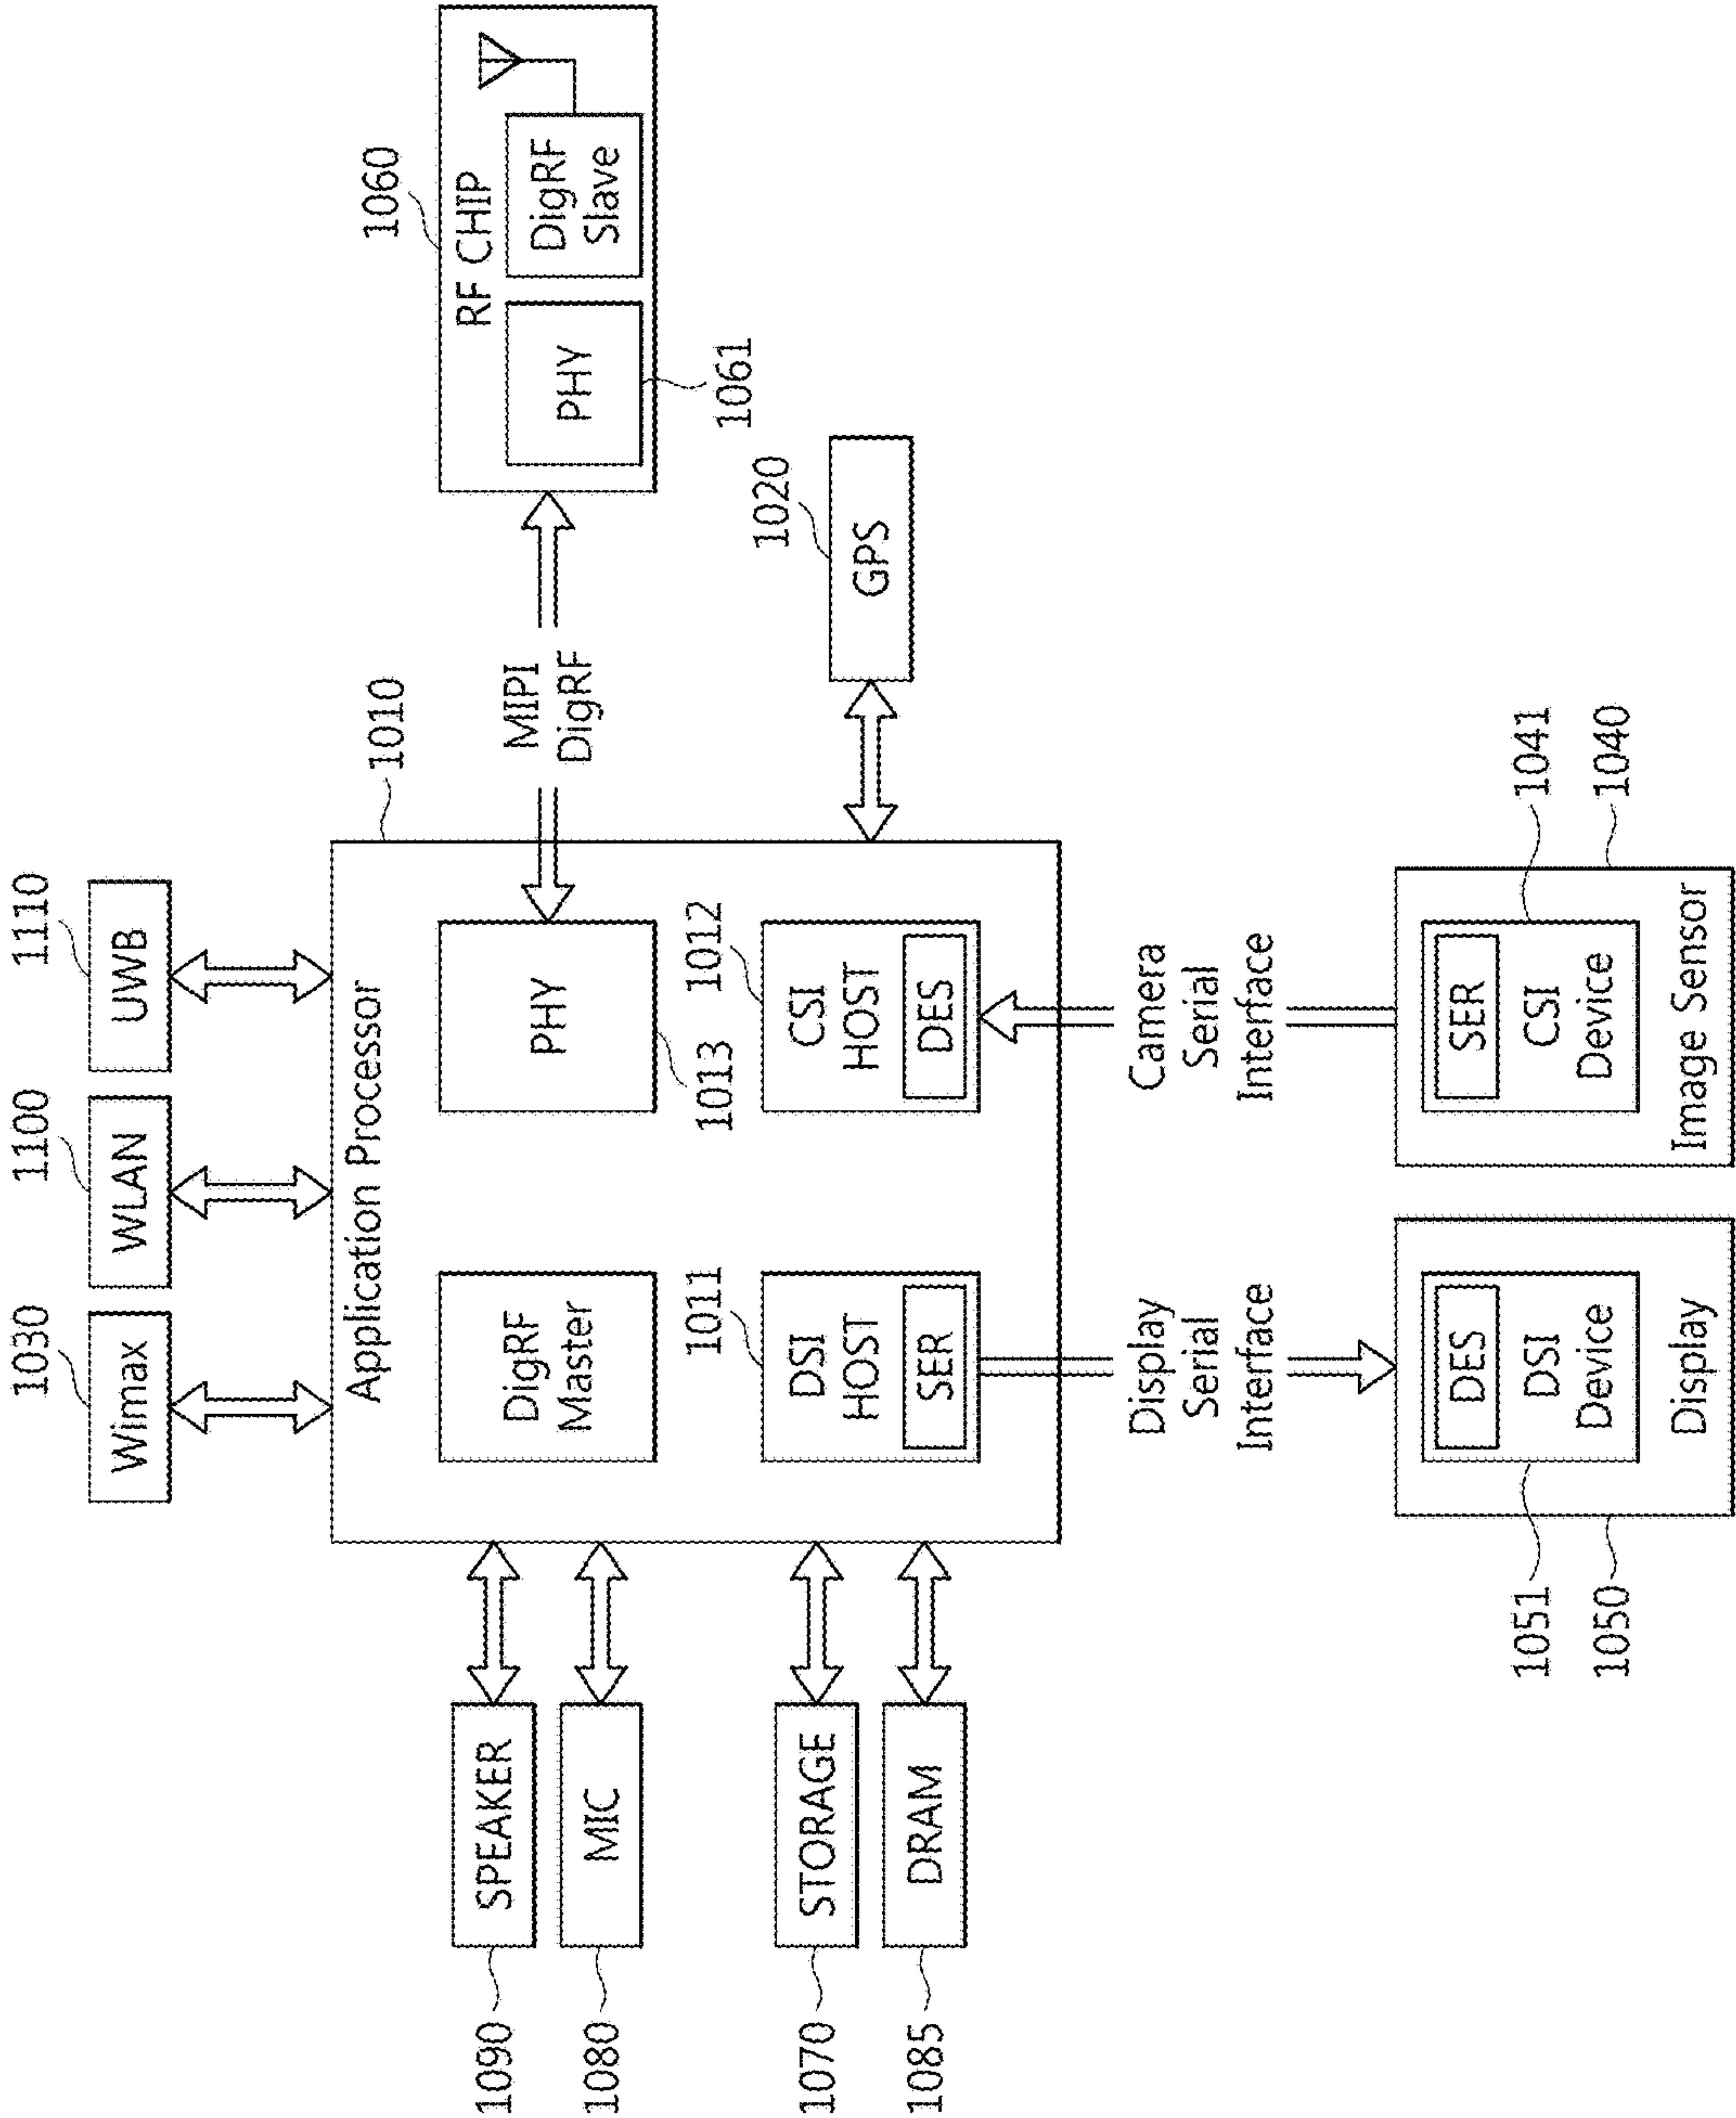 1030
1100
1110
Wimax
WLAN
UWB
1010
1060
Application Processor
RF CHIP
1090
SPEAKER
DigRF
Master
PHY
1013
MIPI
DigRF
PHY
1061
DigRF
Slave
1080
MIC
1070
STORAGE
1011
DSI
HOST
SER
1012
CSI
HOST
DES
1020
GPS
1085
DRAM
Display
Serial
Interface
Camera
Serial
Interface
1051
DES
DSI
Device
1050
Display
SER
CSI
Device
1041
Image Sensor
1040